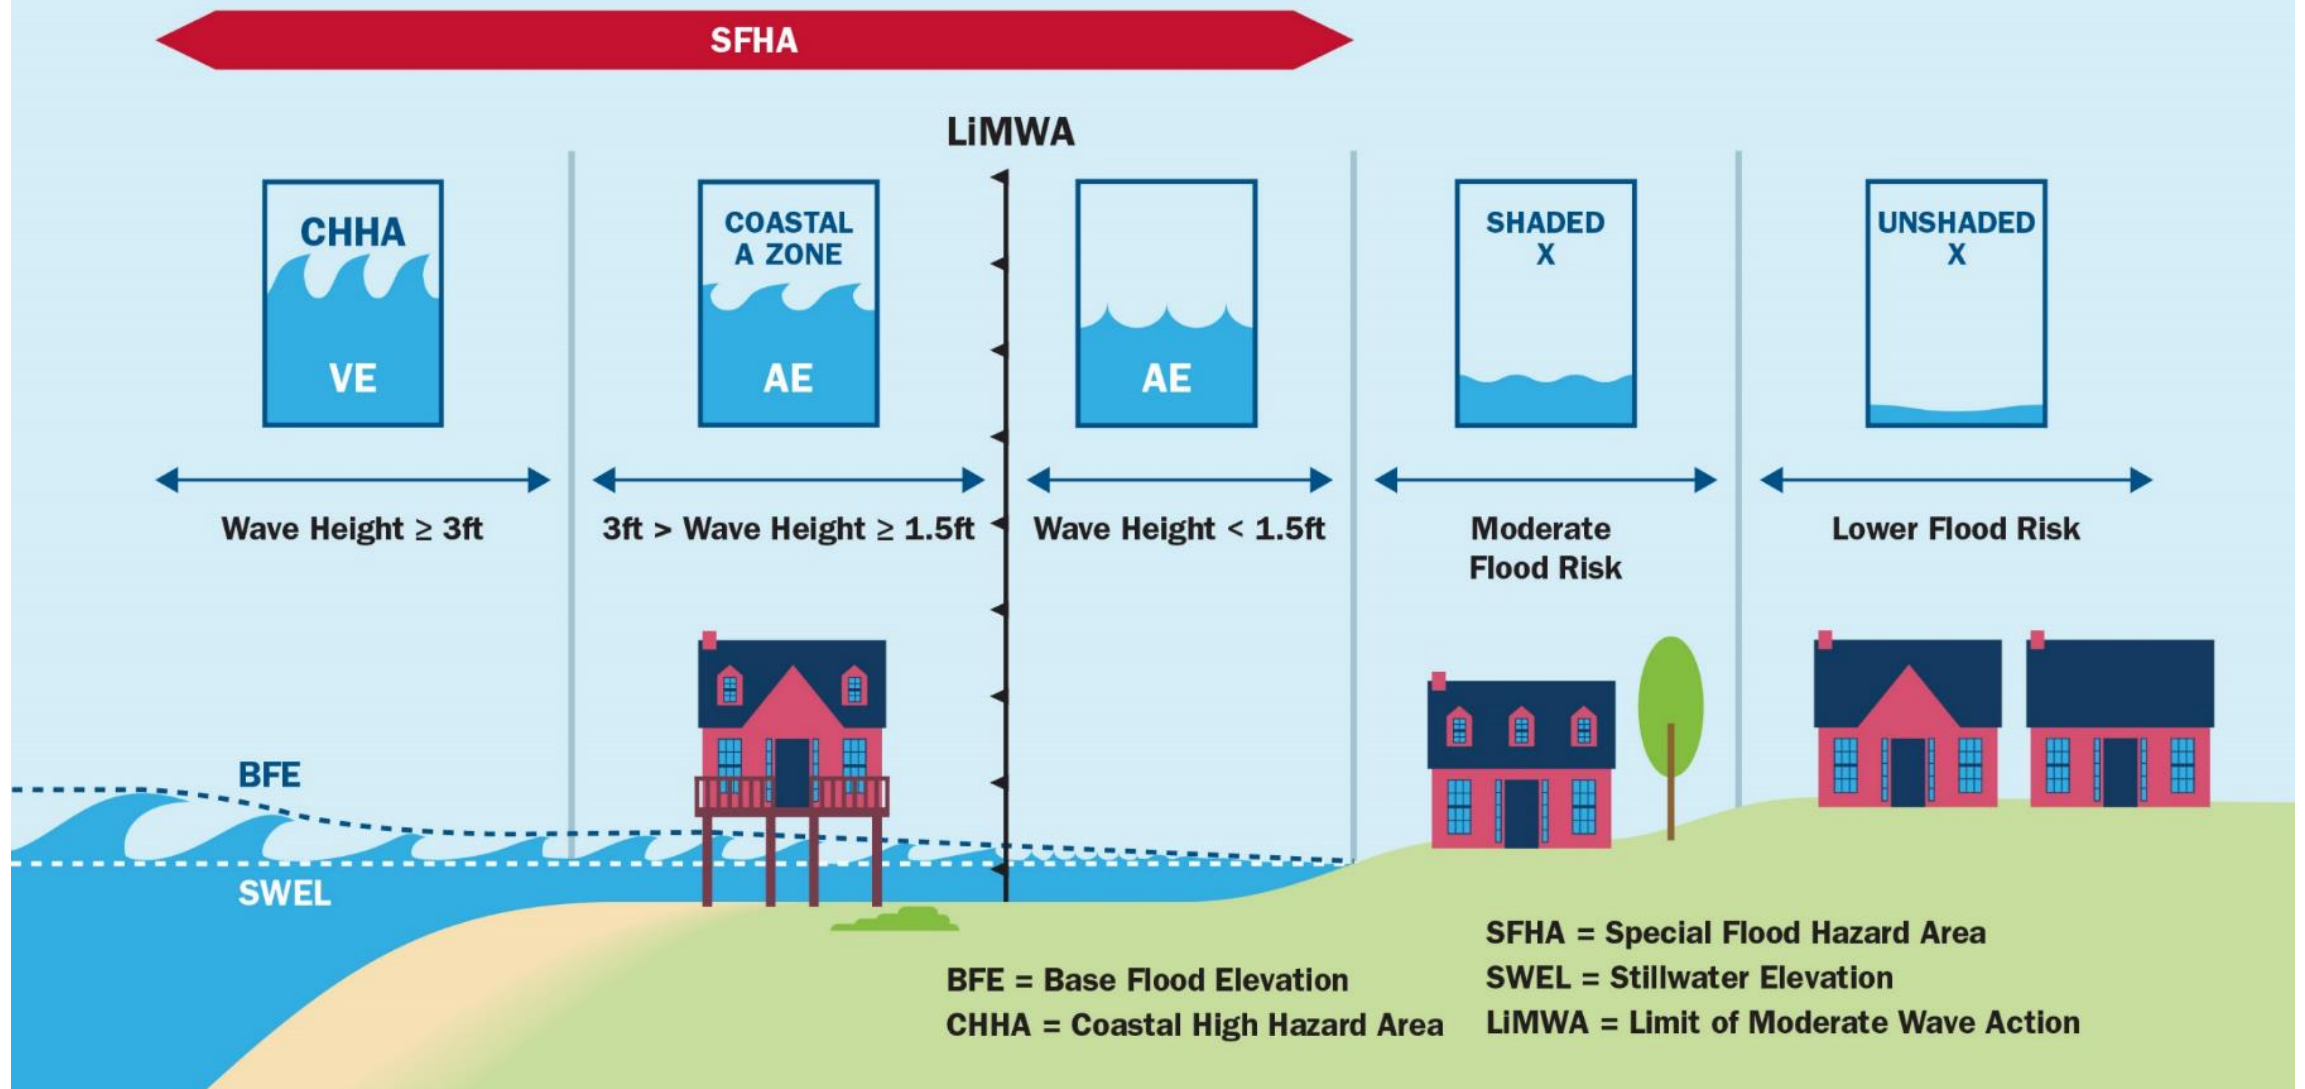 SFHA
LiMWA
CHHA
VE
COASTAL
A ZONE
AE
AE
SHADED
X
UNSHADED
X
Wave Height ≥ 3ft
3ft > Wave Height ≥ 1.5ft
Wave Height < 1.5ft
Moderate
Flood Risk
Lower Flood Risk
BFE
SWEL
BFE = Base Flood Elevation
CHHA = Coastal High Hazard Area
SFHA = Special Flood Hazard Area
SWEL = Stillwater Elevation
LiMWA = Limit of Moderate Wave Action